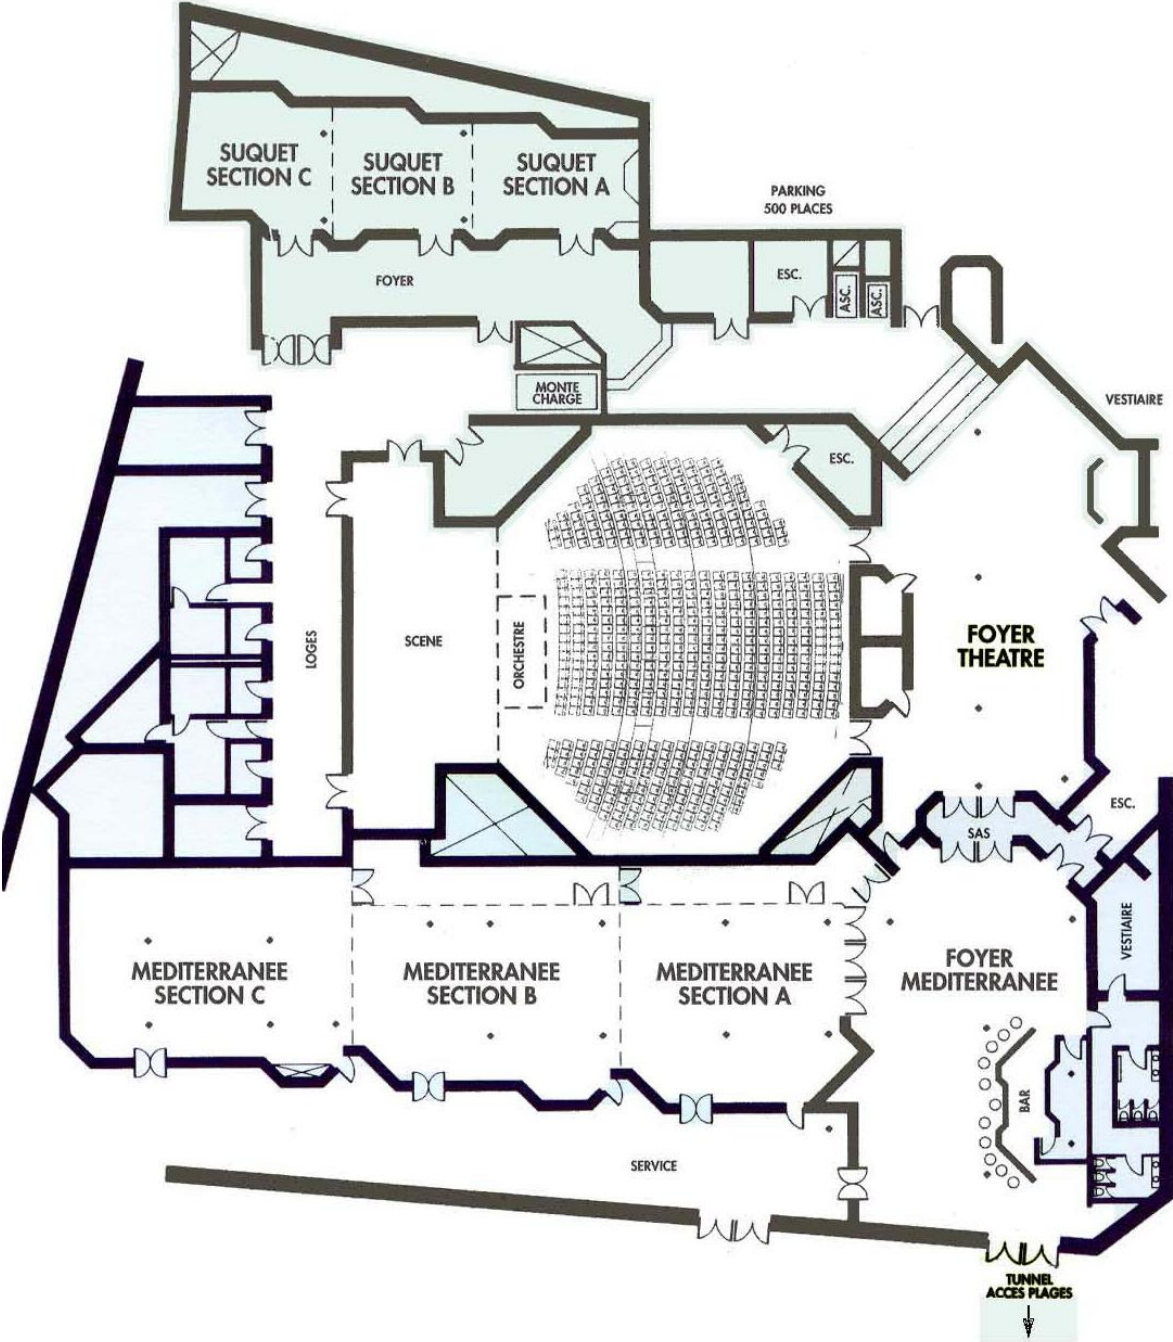 SUQUET
SECTION C
SUQUET
SECTION B
SUQUET
SECTION A
PARKING
500 PLACES
FOYER
ESC.
ASC.
ASC.
MONTE
CHARGE
VESTIAIRE
ESC.
LOGES
SCENE
ORCHESTRE
FOYER
THEATRE
ESC.
SAS
VESTIAIRE
MEDITERRANEE
SECTION C
MEDITERRANEE
SECTION B
MEDITERRANEE
SECTION A
FOYER
MEDITERRANEE
BAR
SERVICE
TUNNEL
ACCES PLAGES